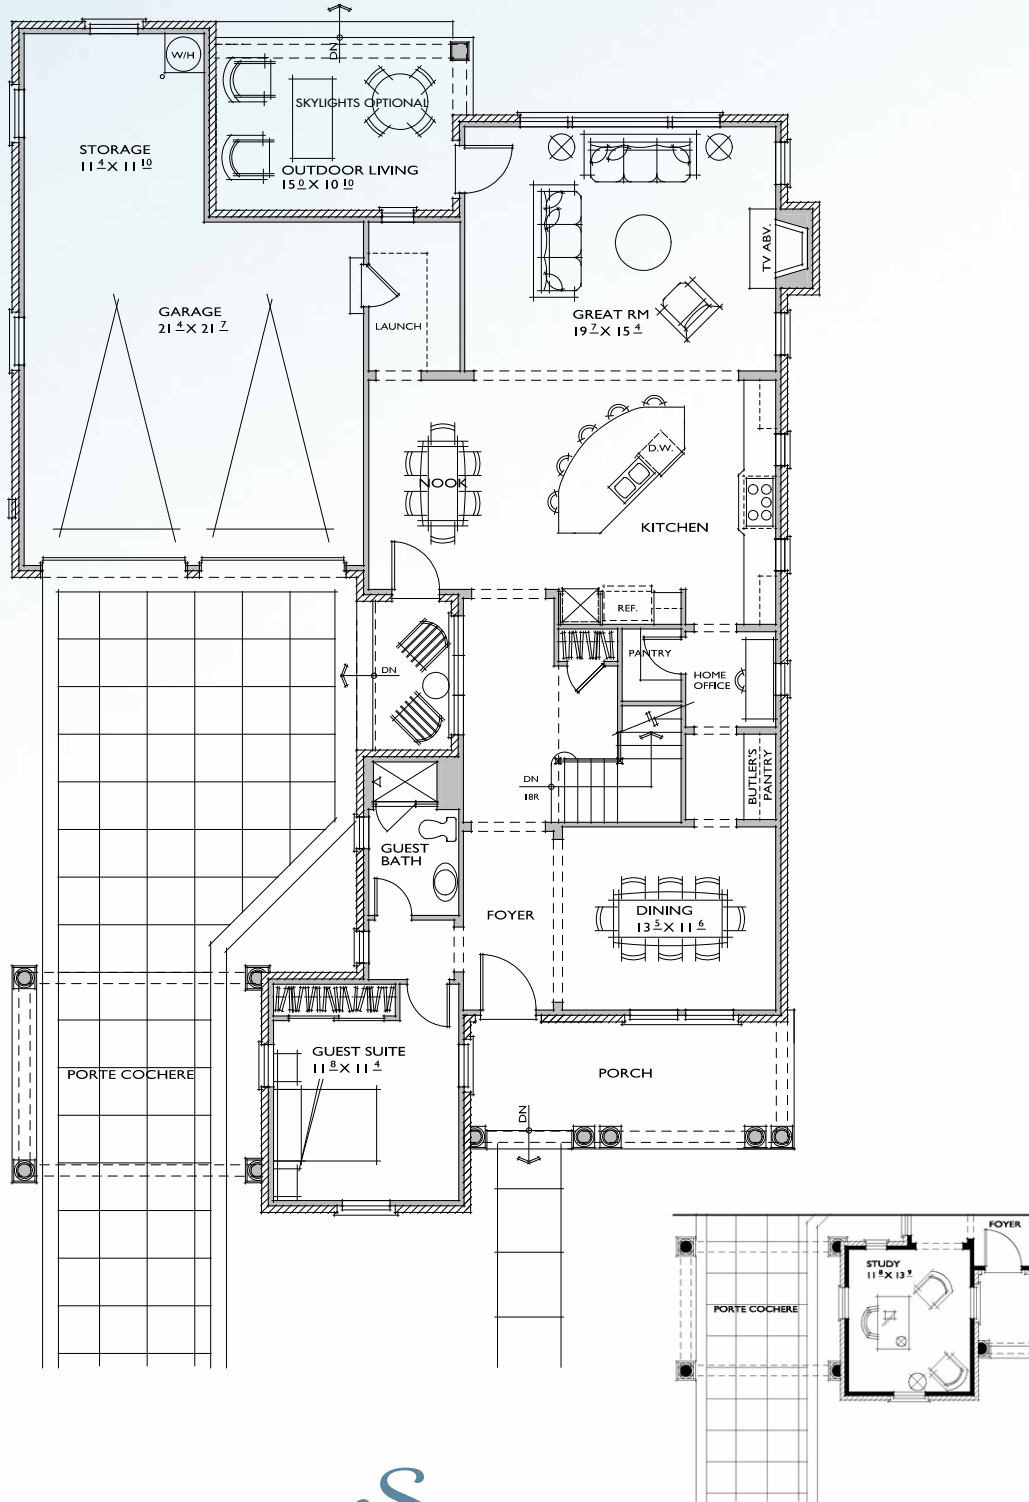 W/H
DN
SKYLIGHTS OPTIONAL
STORAGE
11 4 X 11 10
OUTDOOR LIVING
15 0 X 10 10
TV ABV.
GARAGE
21 4 X 21 7
LAUNCH
GREAT RM
19 7 X 15 4
D.W.
NOOK
KITCHEN
REF.
PANTRY
DN
HOME
OFFICE
DN
18R
BUTLER'S
PANTRY
GUEST
BATH
FOYER
DINING
13 5 X 11 6
GUEST SUITE
11 8 X 11 4
PORTE COCHERE
PORCH
DN
FOYER
STUDY
11 8 X 13 9
PORTE COCHERE
S